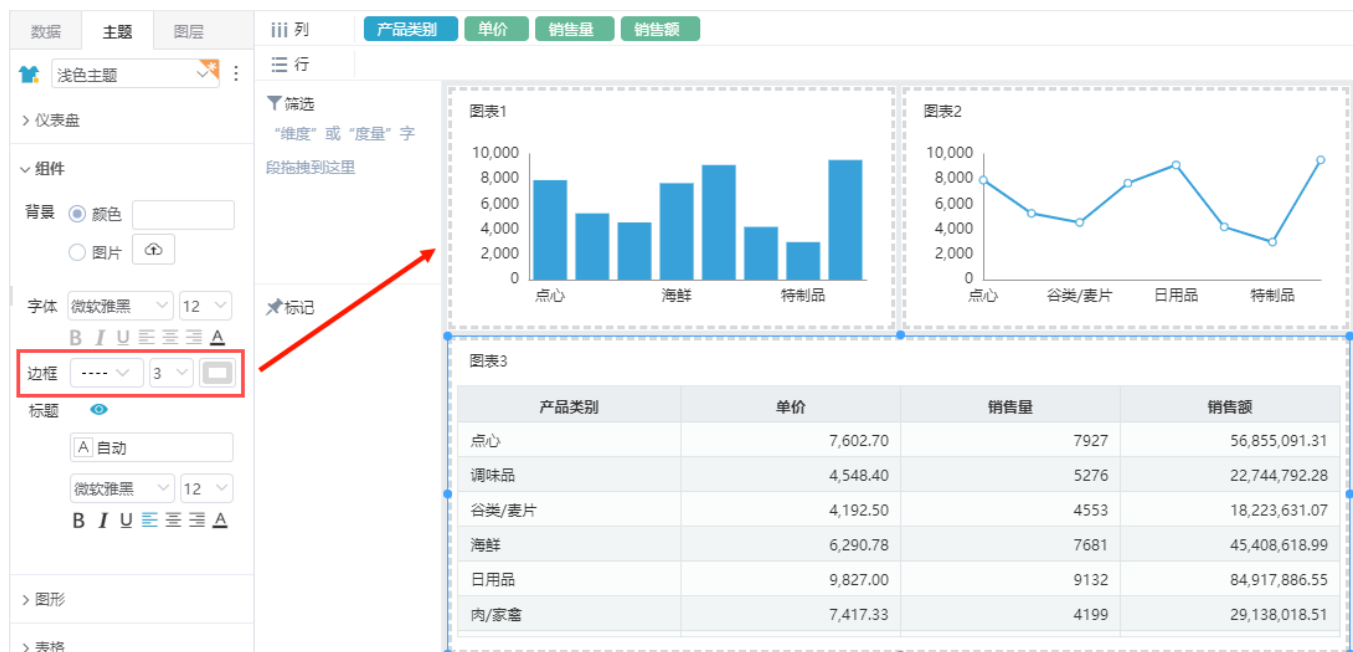 数据 主题 图层
浅色主题
仪表盘
组件
背景 颜色
图片
字体 微软雅黑 12
B I U A
边框 ---- 3
标题
A 自动
微软雅黑 12
B I U A
图形
表格
列 产品类别 单价 销售量 销售额
行
筛选
“维度”或“度量”字
段拖拽到这里
标记
图表1
10,000
8,000
6,000
4,000
2,000
0
点心 海鲜 特制品
图表2
10,000
8,000
6,000
4,000
2,000
0
点心 谷类/麦片 日用品 特制品
图表3
产品类别 单价 销售量 销售额
点心 7,602.70 7927 56,855,091.31
调味品 4,548.40 5276 22,744,792.28
谷类/麦片 4,192.50 4553 18,223,631.07
海鲜 6,290.78 7681 45,408,618.99
日用品 9,827.00 9132 84,917,886.55
肉/家禽 7,417.33 4199 29,138,018.51